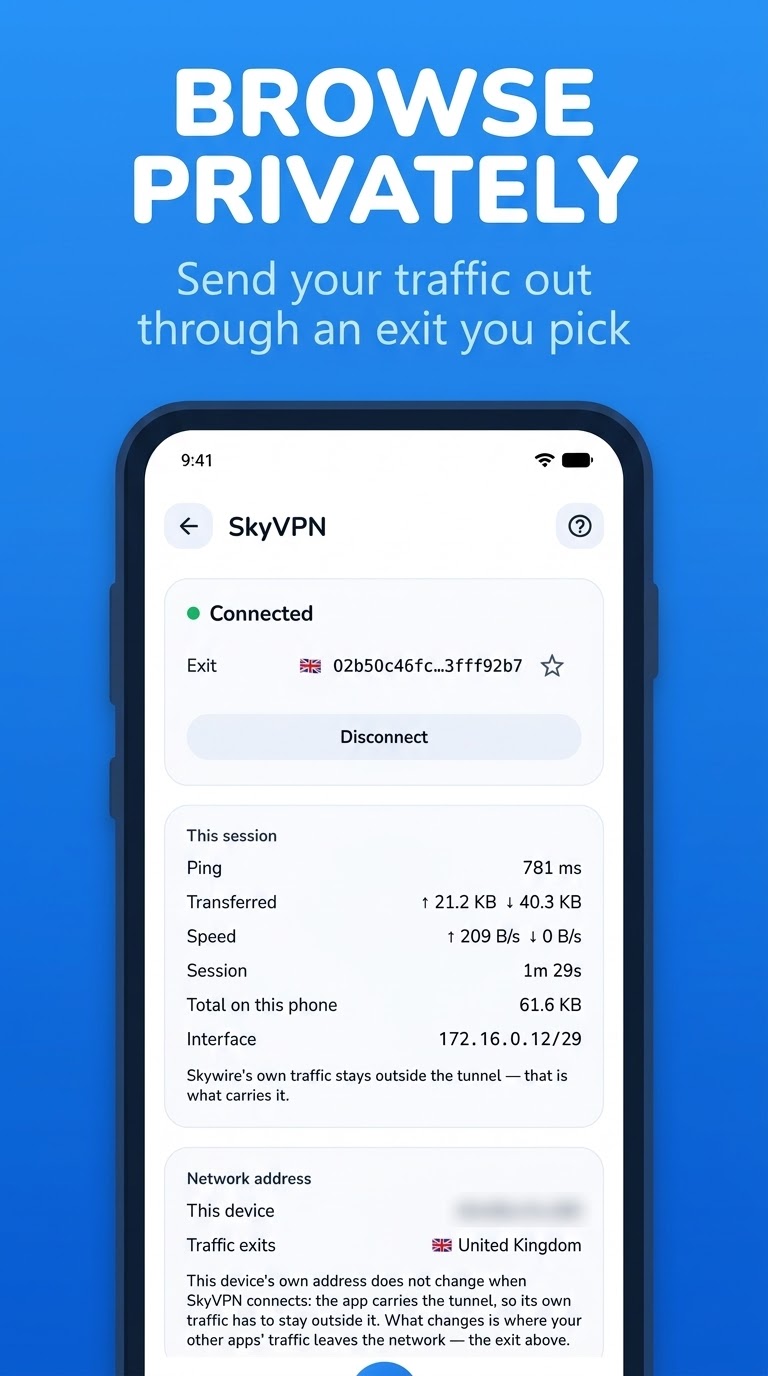 BROWSE
PRIVATELY
Send your traffic out
through an exit you pick
9:41
SkyVPN
Connected
Exit 02b50c46fc…3fff92b7
Disconnect
This session
Ping 781 ms
Transferred ↑ 21.2 KB ↓ 40.3 KB
Speed ↑ 209 B/s ↓ 0 B/s
Session 1m 29s
Total on this phone 61.6 KB
Interface 172.16.0.12/29
Skywire's own traffic stays outside the tunnel — that is
what carries it.
Network address
This device
Traffic exits United Kingdom
This device's own address does not change when
SkyVPN connects: the app carries the tunnel, so its own
traffic has to stay outside it. What changes is where your
other apps' traffic leaves the network — the exit above.